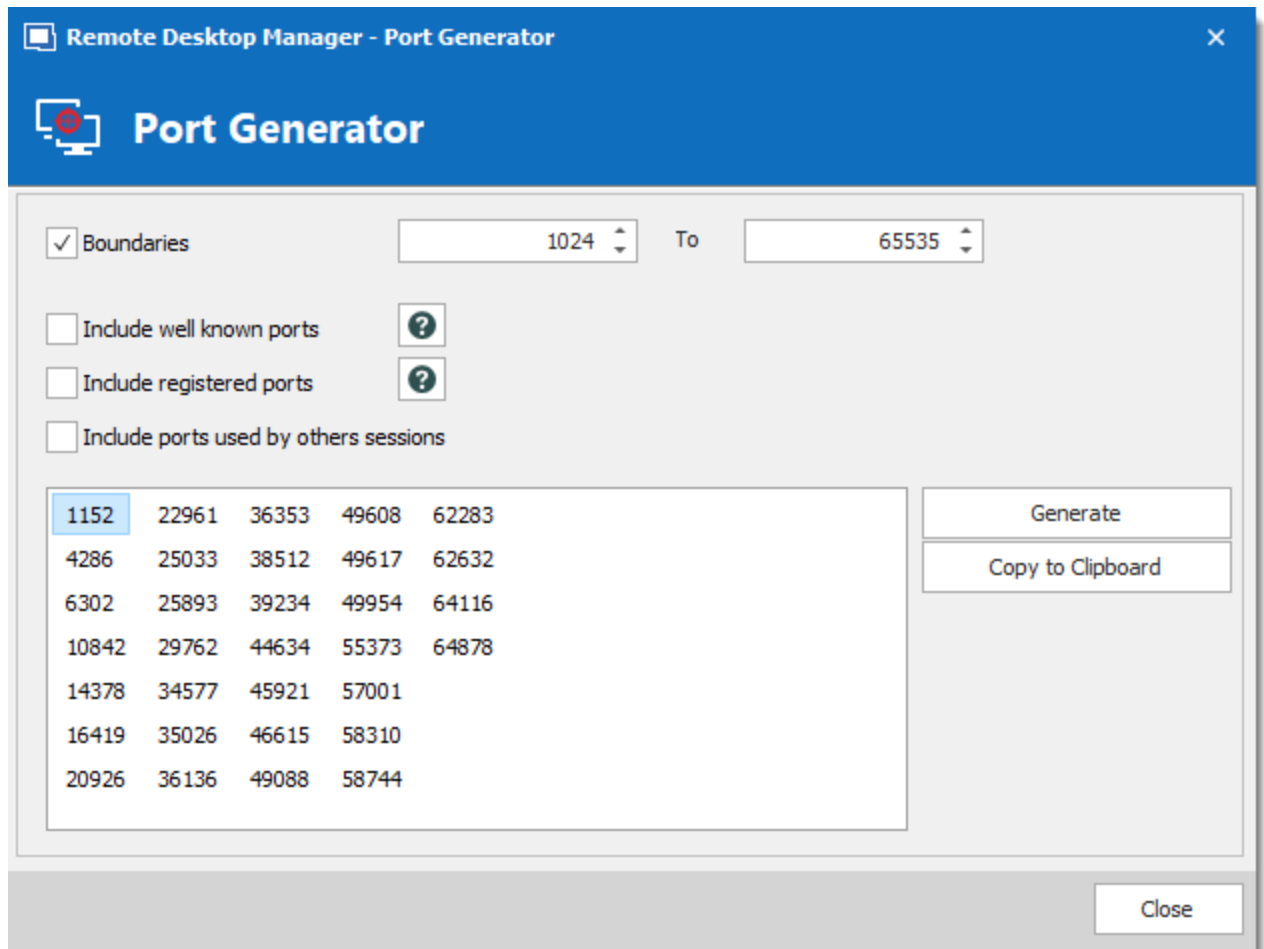 Remote Desktop Manager - Port Generator
Port Generator
Boundaries 1024 To 65535
Include well known ports
Include registered ports
Include ports used by others sessions
1152 22961 36353 49608 62283
4286 25033 38512 49617 62632
6302 25893 39234 49954 64116
10842 29762 44634 55373 64878
14378 34577 45921 57001
16419 35026 46615 58310
20926 36136 49088 58744
Generate
Copy to Clipboard
Close